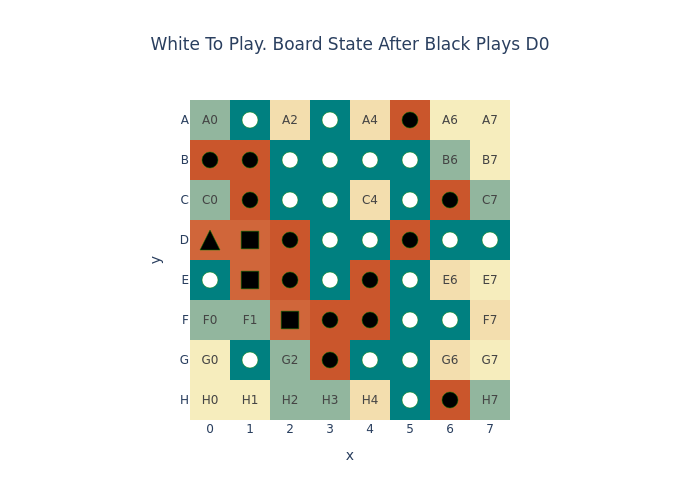 White To Play. Board State After Black Plays D0
A A0 A2 A4 A6 A7
B B6 B7
C C0 C4 C7
D
E E6 E7
F F0 F1 F7
G G0 G2 G6 G7
H H0 H1 H2 H3 H4 H7
0 1 2 3 4 5 6 7
x
y